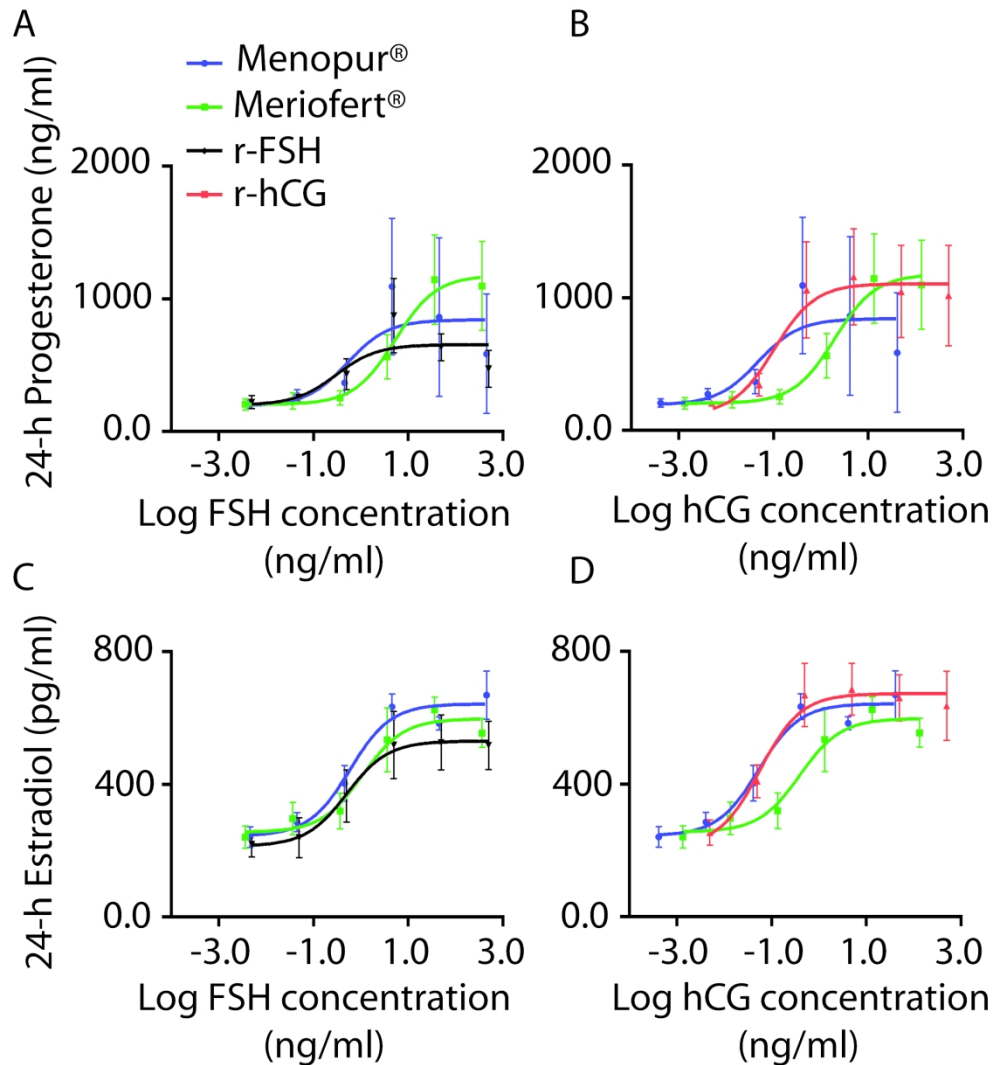 A
Menopur®
Meriofert®
r-FSH
r-hCG
24-h Progesterone (ng/ml)
2000
1000
0.0
-3.0 -1.0 1.0 3.0
Log FSH concentration
(ng/ml)
B
2000
1000
0.0
-3.0 -1.0 1.0 3.0
Log hCG concentration
(ng/ml)
C
24-h Estradiol (pg/ml)
800
400
0.0
-3.0 -1.0 1.0 3.0
Log FSH concentration
(ng/ml)
D
800
400
0.0
-3.0 -1.0 1.0 3.0
Log hCG concentration
(ng/ml)